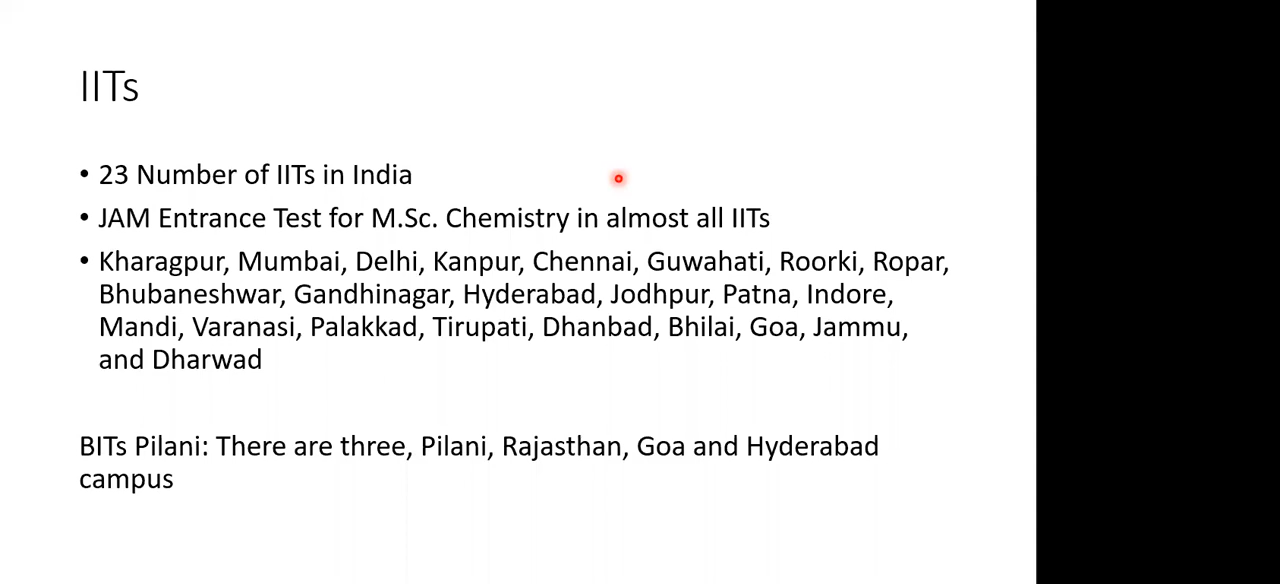 IITs
• 23 Number of IITs in India
• JAM Entrance Test for M.Sc. Chemistry in almost all IITs
• Kharagpur, Mumbai, Delhi, Kanpur, Chennai, Guwahati, Roorki, Ropar,
Bhubaneshwar, Gandhinagar, Hyderabad, Jodhpur, Patna, Indore,
Mandi, Varanasi, Palakkad, Tirupati, Dhanbad, Bhilai, Goa, Jammu,
and Dharwad
BITs Pilani: There are three, Pilani, Rajasthan, Goa and Hyderabad
campus